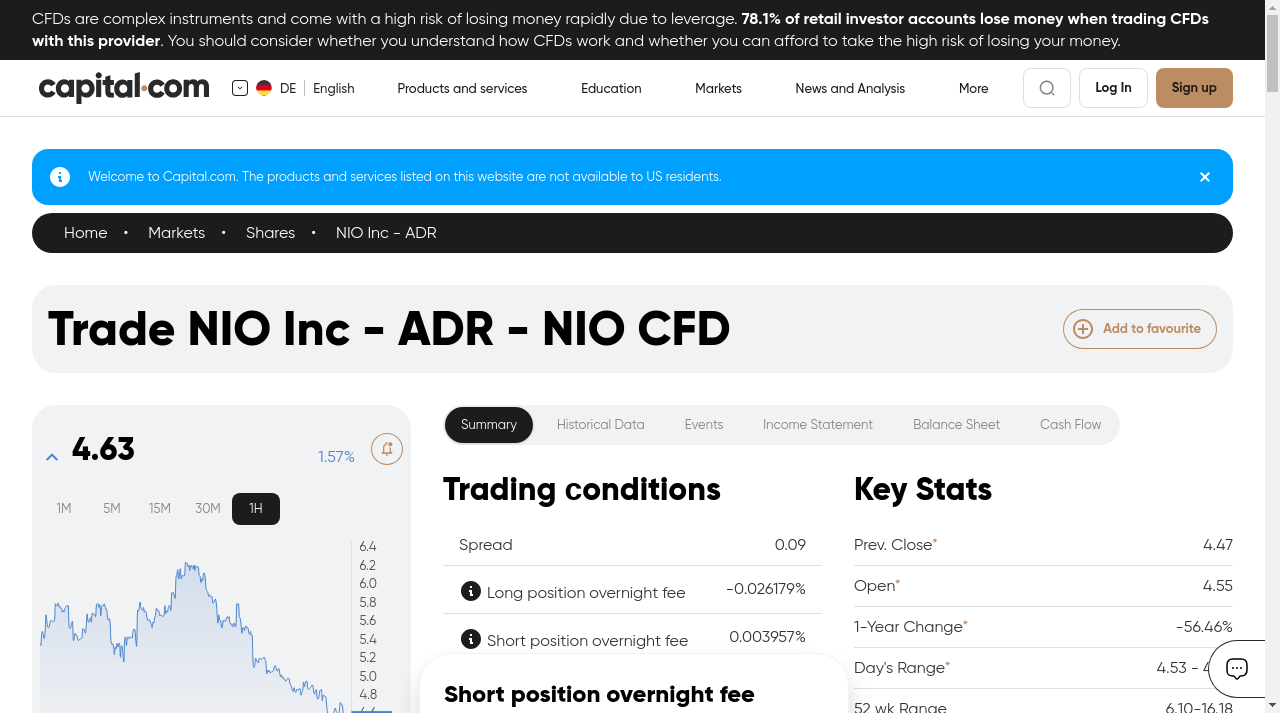 CFDs are complex instruments and come with a high risk of losing money rapidly due to leverage. 78.1% of retail investor accounts lose money when trading CFDs
with this provider. You should consider whether you understand how CFDs work and whether you can afford to take the high risk of losing your money.
capital.com
DE
English
Products and services
Education
Markets
News and Analysis
More
Log In
Sign up
Welcome to Capital.com. The products and services listed on this website are not available to US residents.
Home • Markets • Shares • NIO Inc - ADR
Trade NIO Inc - ADR - NIO CFD
Add to favourite
4.63
1.57%
1M
5M
15M
30M
1H
6.4
6.2
6.0
5.8
5.6
5.4
5.2
5.0
4.8
Summary
Historical Data
Events
Income Statement
Balance Sheet
Cash Flow
Trading conditions
Spread 0.09
Long position overnight fee -0.026179%
Short position overnight fee 0.003957%
Short position overnight fee
Key Stats
Prev. Close* 4.47
Open* 4.55
1-Year Change* -56.46%
Day's Range* 4.53 -
52 wk Range 6.10-16.18